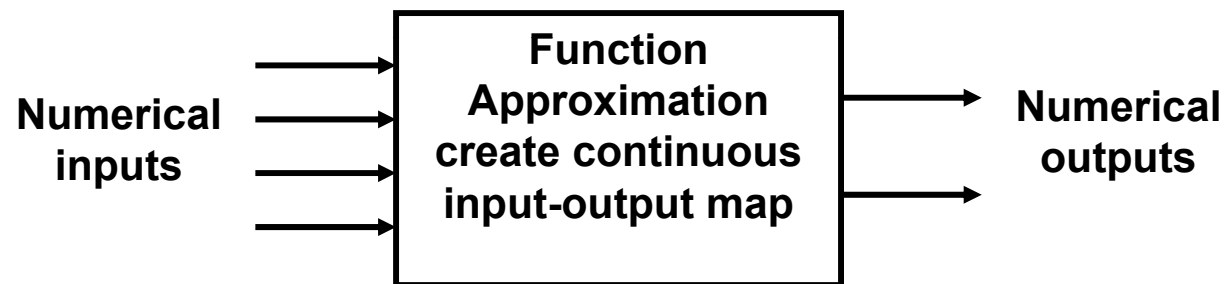 Numerical
inputs
Function
Approximation
create continuous
input-output map
Numerical
outputs